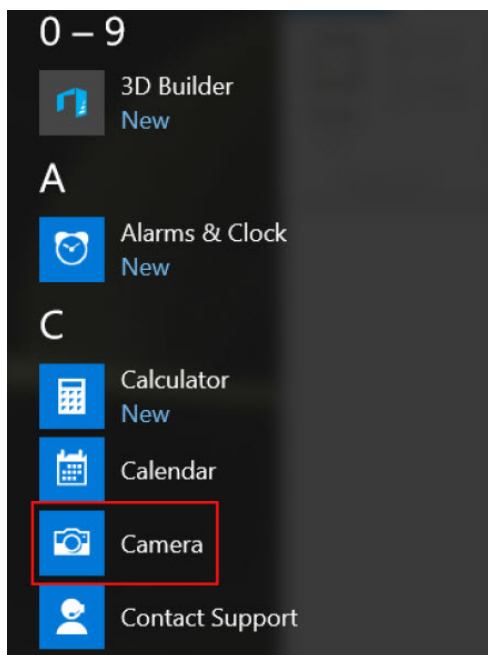 0 – 9
3D Builder
New
A
Alarms & Clock
New
C
Calculator
New
Calendar
Camera
Contact Support